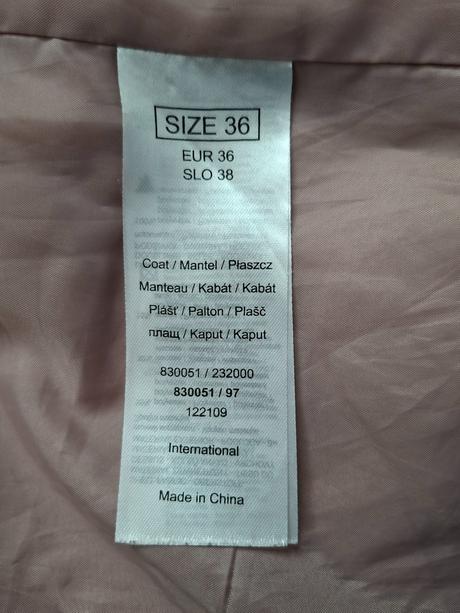 SIZE 36
EUR 36
SLO 38
Coat / Mantel / Płaszcz
Manteau / Kabát / Kabát
Plášť / Palton / Plašč
плащ / Kaput / Kaput
830051 / 232000
830051 / 97
122109
International
Made in China